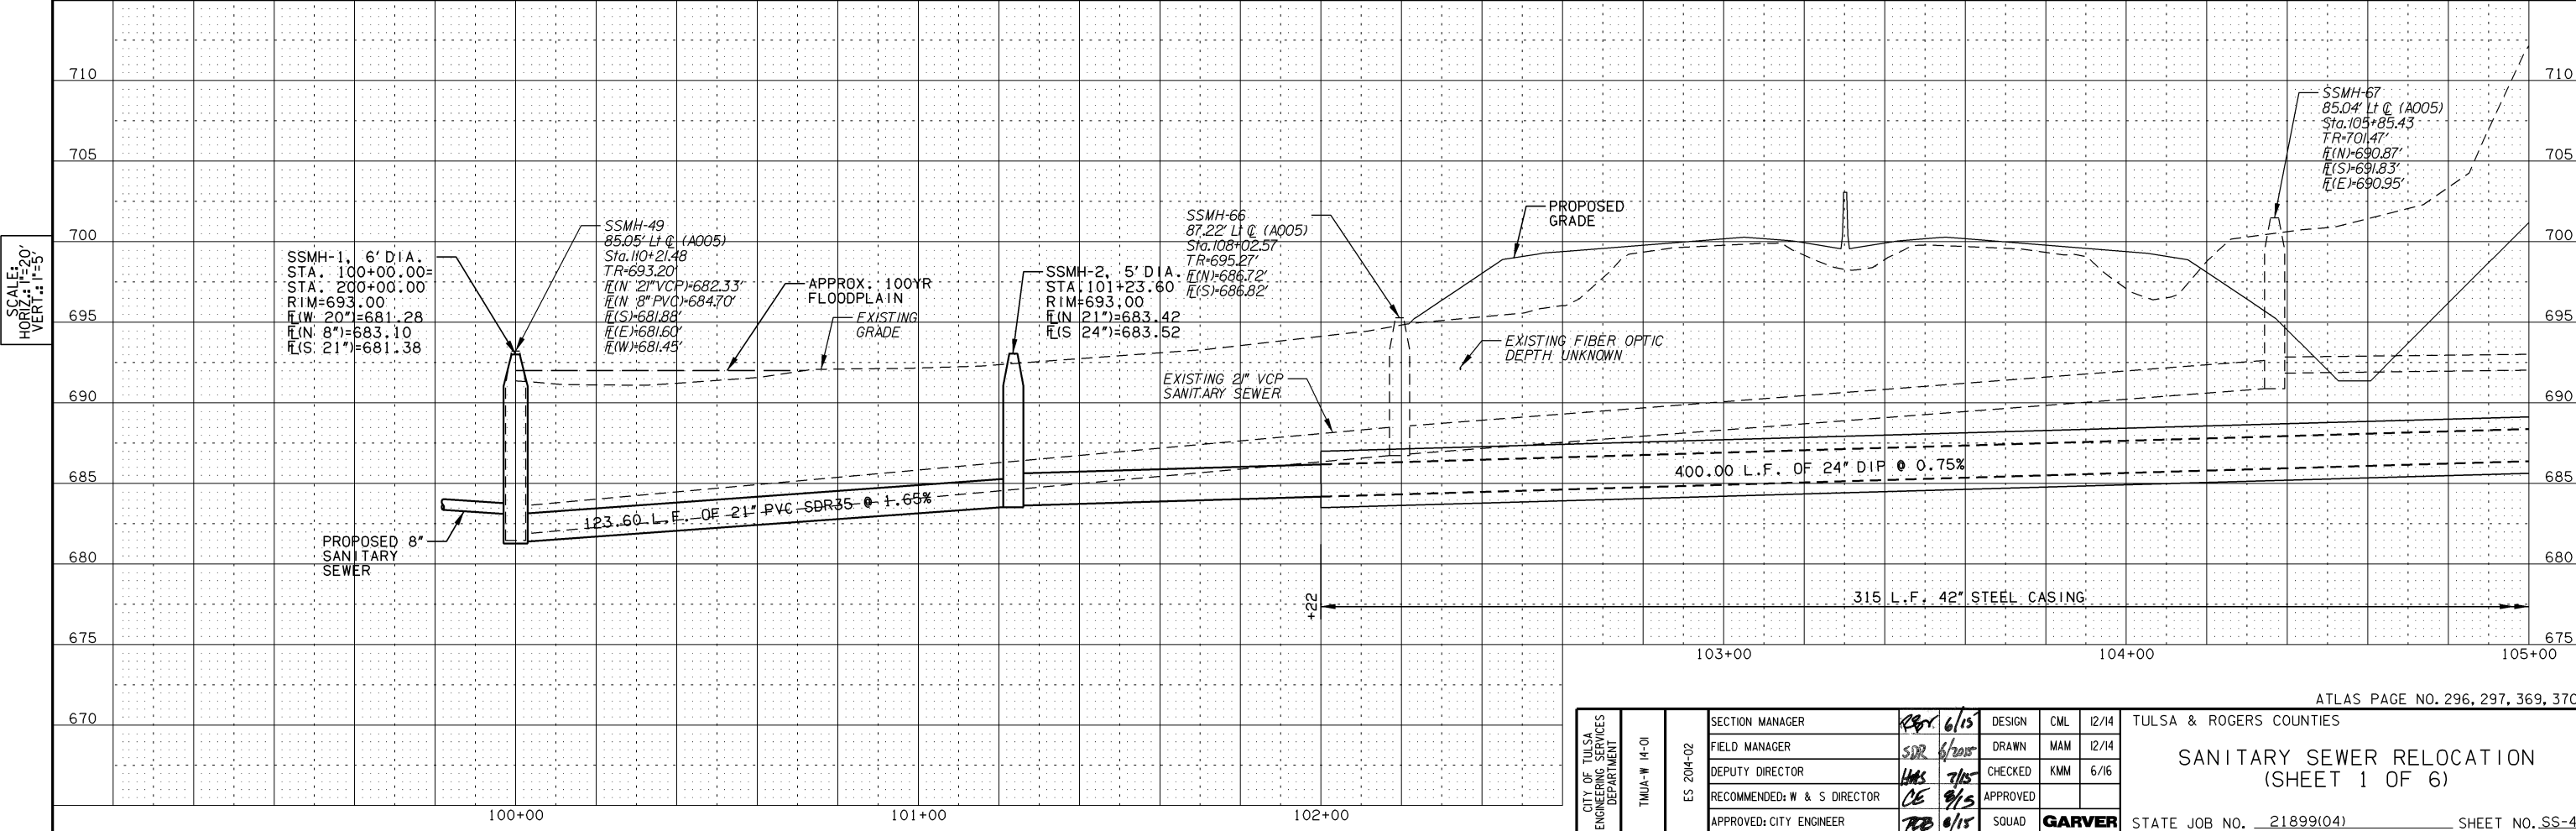 SCALE:
HORIZ.: 1"=20'
VERT.: 1"=5'
710
705
700
695
690
685
680
675
670
SSMH-1, 6' DIA.
STA. 100+00.00=
STA. 200+00.00
RIM=693.00
FL(W 20")=681.28
FL(N 8")=683.10
FL(S 21")=681.38
SSMH-49
85.05' Lt CL (A005)
Sta.110+21.48
TR=693.20'
FL(N 21"VCP)=682.33'
FL(N 8"PVC)=684.70'
FL(S)=681.88'
FL(E)=681.60'
FL(W)=681.45'
APPROX. 100YR
FLOODPLAIN
EXISTING
GRADE
SSMH-2, 5' DIA.
STA.101+23.60
RIM=693.00
FL(N 21")=683.42
FL(S 24")=683.52
SSMH-66
87.22' Lt CL (A005)
Sta.108+02.57
TR=695.27'
FL(N)=686.72'
FL(S)=686.82'
PROPOSED
GRADE
EXISTING FIBER OPTIC
DEPTH UNKNOWN
EXISTING 21" VCP
SANITARY SEWER
SSMH-67
85.04' Lt CL (A005)
Sta.105+85.43
TR=701.47'
FL(N)=690.87'
FL(S)=691.83'
FL(E)=690.95'
710
705
700
695
690
685
680
675
123.60 L.F. OF 21" PVC SDR35 @ 1.65%
400.00 L.F. OF 24" DIP @ 0.75%
PROPOSED 8"
SANITARY
SEWER
+22
315 L.F. 42" STEEL CASING
100+00
101+00
102+00
103+00
104+00
105+00
ATLAS PAGE NO. 296, 297, 369, 370
CITY OF TULSA
ENGINEERING SERVICES
DEPARTMENT
TMUA-W 14-01
ES 2014-02
SECTION MANAGER 6/15 DESIGN CML 12/14
FIELD MANAGER SDR 6/2015 DRAWN MAM 12/14
DEPUTY DIRECTOR HAS 7/15 CHECKED KMM 6/16
RECOMMENDED: W & S DIRECTOR CE 8/15 APPROVED
APPROVED: CITY ENGINEER 6/15 SQUAD GARVER
TULSA & ROGERS COUNTIES
SANITARY SEWER RELOCATION
(SHEET 1 OF 6)
STATE JOB NO. 21899(04) SHEET NO. SS-4